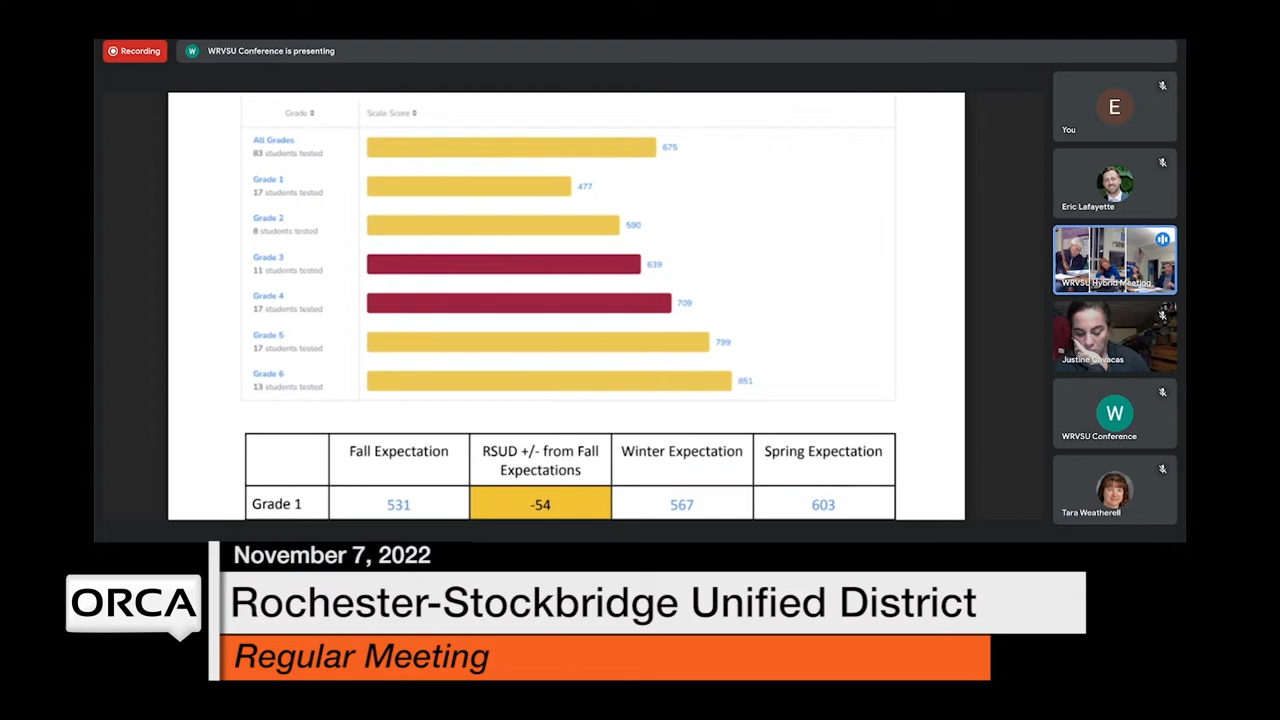 Recording
W WRVSU Conference is presenting
Grade
Scale Score
All Grades
83 students tested
675
Grade 1
17 students tested
477
Grade 2
8 students tested
590
Grade 3
11 students tested
639
Grade 4
17 students tested
709
Grade 5
17 students tested
799
Grade 6
13 students tested
851
Fall Expectation
RSUD +/- from Fall
Expectations
Winter Expectation
Spring Expectation
Grade 1
531
-54
567
603
E
You
Eric Lafayette
WRVSU Hybrid Meeting
Justine Cavacas
W
WRVSU Conference
Tara Weatherell
November 7, 2022
ORCA
Rochester-Stockbridge Unified District
Regular Meeting